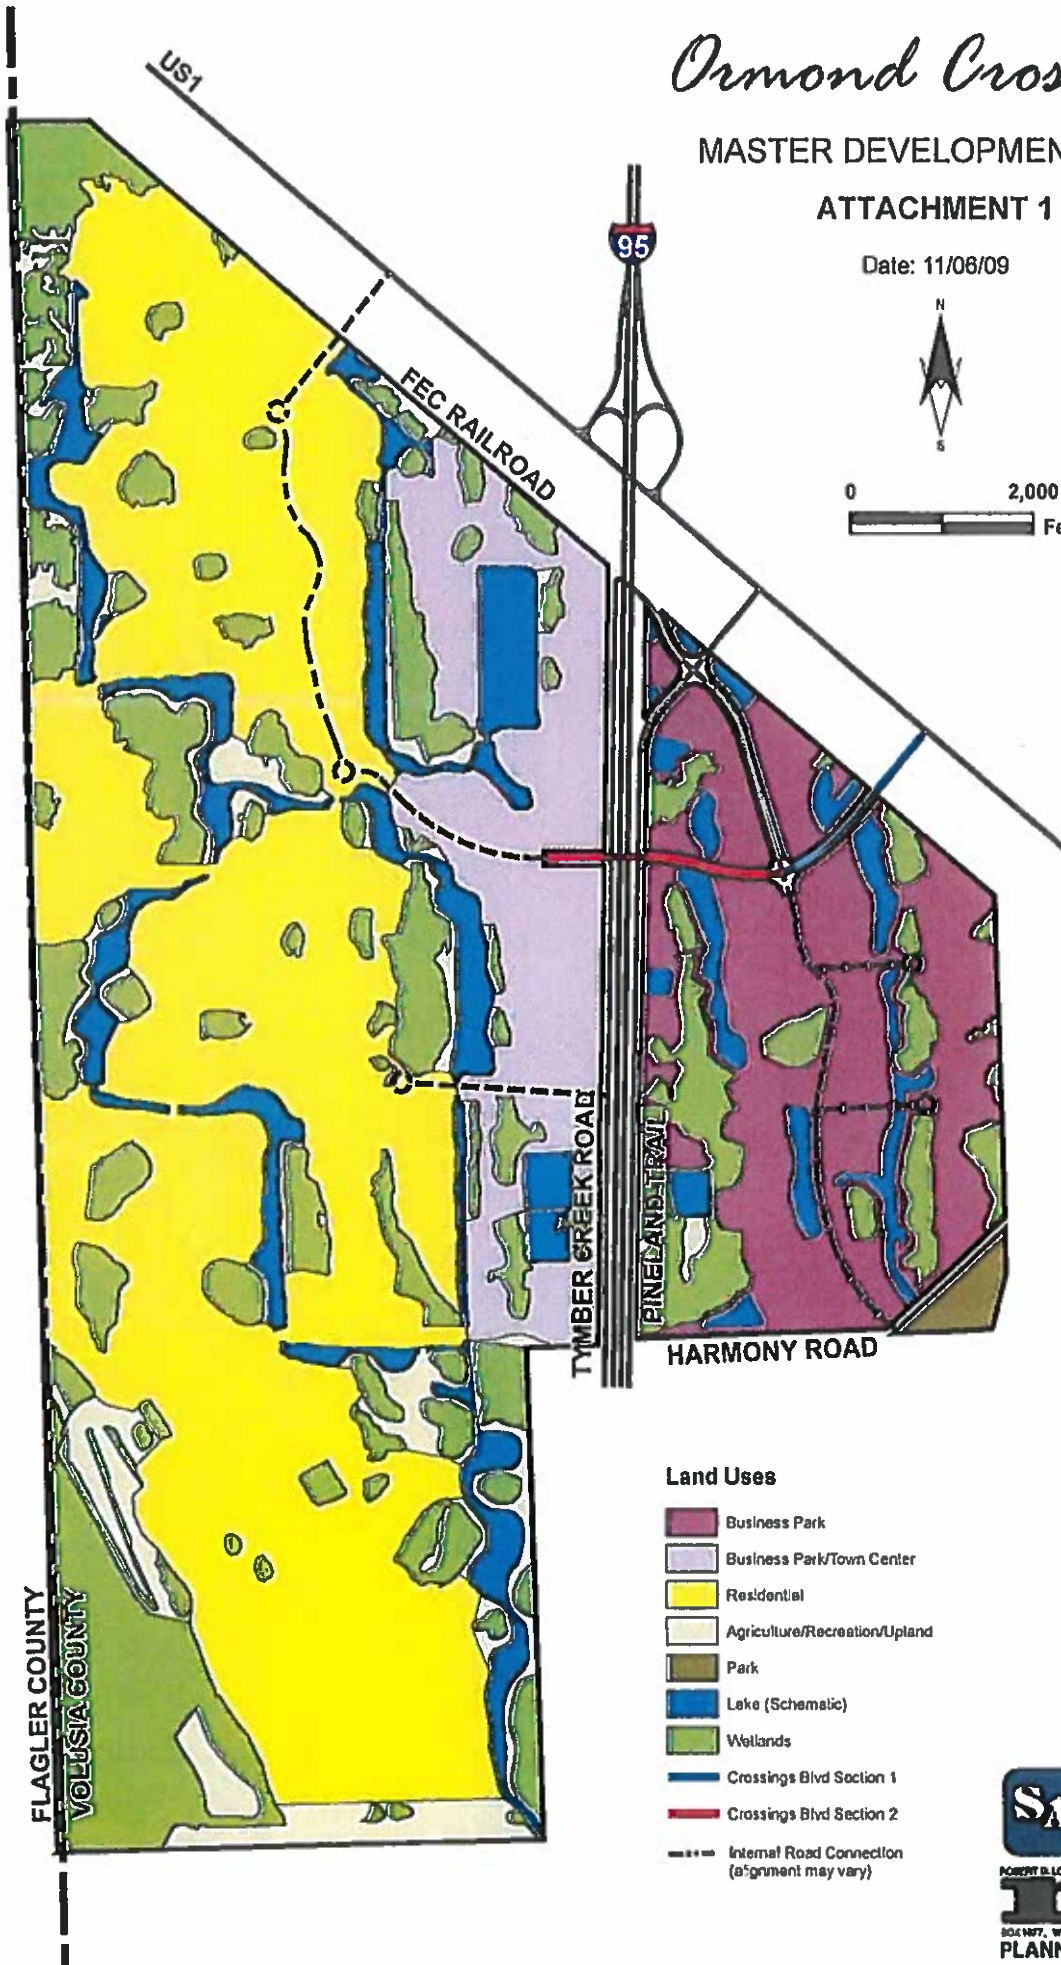 US1
Ormond Cros
MASTER DEVELOPMEN
ATTACHMENT 1
95
Date: 11/06/09
N
S
0 2,000
Fe
FEC RAILROAD
TYMBER CREEK ROAD
PINELAND TRAIL
HARMONY ROAD
FLAGLER COUNTY
VOLUSIA COUNTY
Land Uses
Business Park
Business Park/Town Center
Residential
Agriculture/Recreation/Upland
Park
Lake (Schematic)
Wetlands
Crossings Blvd Section 1
Crossings Blvd Section 2
Internal Road Connection
(alignment may vary)
ROBERT D. LO
PLANN